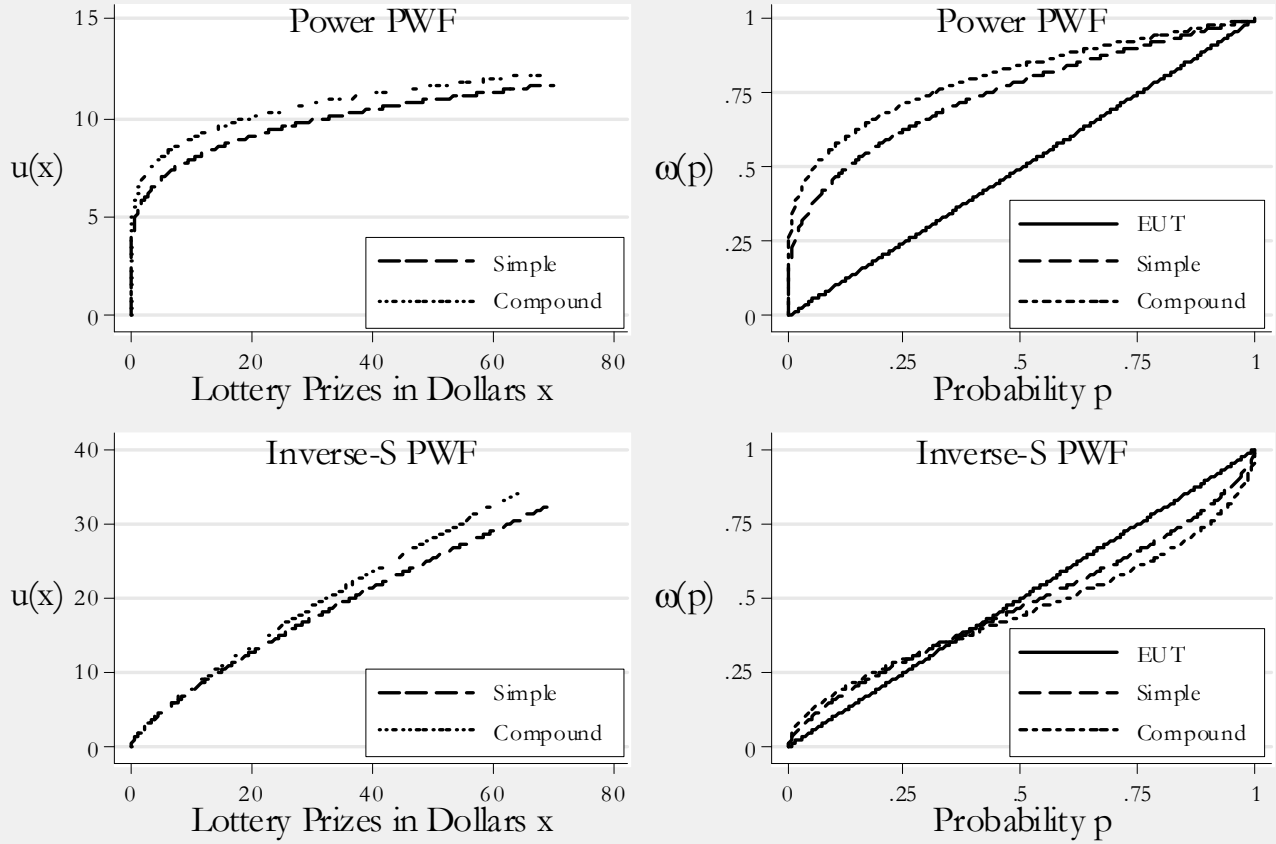 Power PWF
15
10
5
0
u(x)
Simple
Compound
0 20 40 60 80
Lottery Prizes in Dollars x
Power PWF
1
.75
.5
.25
0
ω(p)
EUT
Simple
Compound
0 .25 .5 .75 1
Probability p
Inverse-S PWF
40
30
20
10
0
u(x)
Simple
Compound
0 20 40 60 80
Lottery Prizes in Dollars x
Inverse-S PWF
1
.75
.5
.25
0
ω(p)
EUT
Simple
Compound
0 .25 .5 .75 1
Probability p